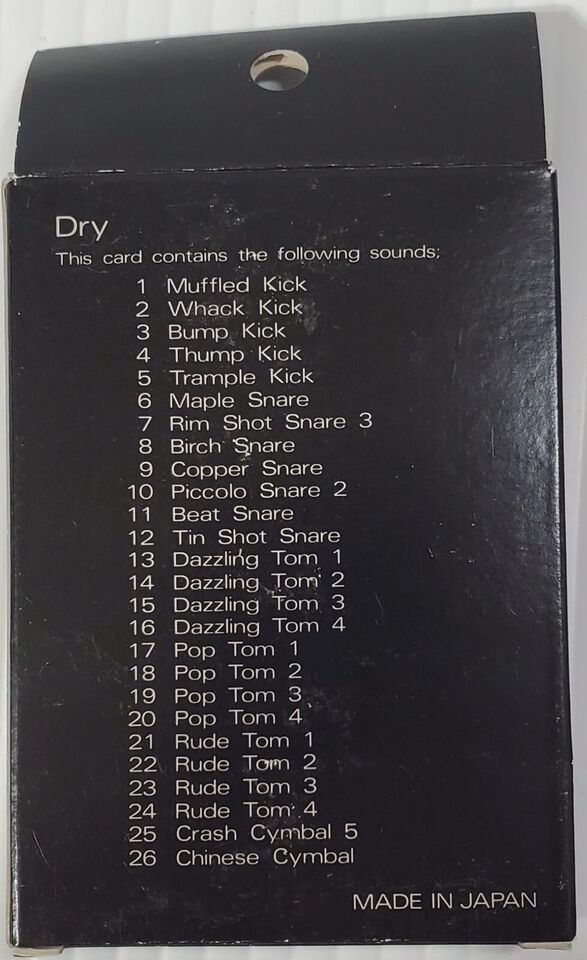 Dry
This card contains the following sounds;
1 Muffled Kick
2 Whack Kick
3 Bump Kick
4 Thump Kick
5 Trample Kick
6 Maple Snare
7 Rim Shot Snare 3
8 Birch Snare
9 Copper Snare
10 Piccolo Snare 2
11 Beat Snare
12 Tin Shot Snare
13 Dazzling Tom 1
14 Dazzling Tom 2
15 Dazzling Tom 3
16 Dazzling Tom 4
17 Pop Tom 1
18 Pop Tom 2
19 Pop Tom 3
20 Pop Tom 4
21 Rude Tom 1
22 Rude Tom 2
23 Rude Tom 3
24 Rude Tom 4
25 Crash Cymbal 5
26 Chinese Cymbal
MADE IN JAPAN